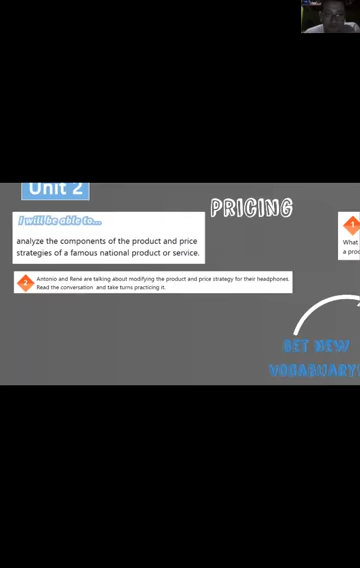 Unit 2
I will be able to...
PRICING
analyze the components of the product and price
strategies of a famous national product or service.
1
What
a pro
2. Antonio and René are talking about modifying the product and price strategy for their headphones.
Read the conversation and take turns practicing it.
GET NEW
VOCABUARY